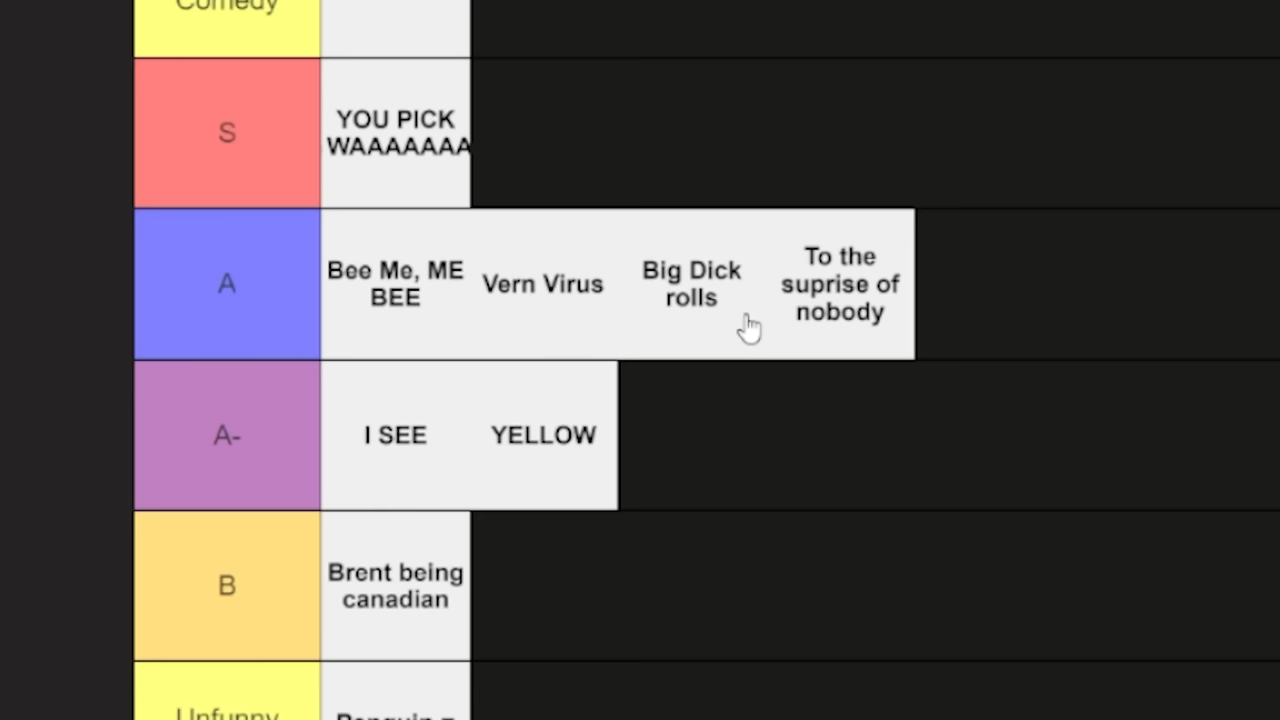 Comedy
S
YOU PICK
WAAAAAAA
A
Bee Me, ME
BEE
Vern Virus
Big Dick
rolls
To the
suprise of
nobody
A-
I SEE
YELLOW
B
Brent being
canadian
Unfunny
Penguin =